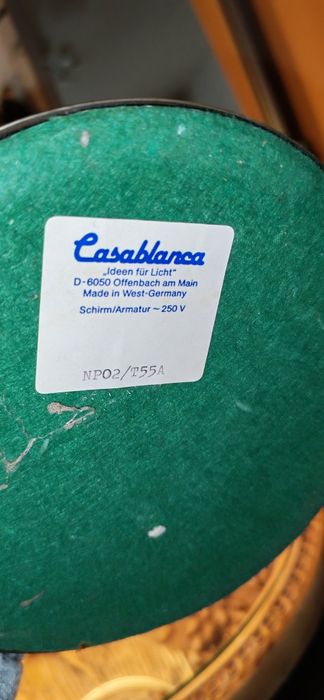 Casablanca
„Ideen für Licht"
D-6050 Offenbach am Main
Made in West-Germany
Schirm/Armatur ~ 250 V
NP02/T55A